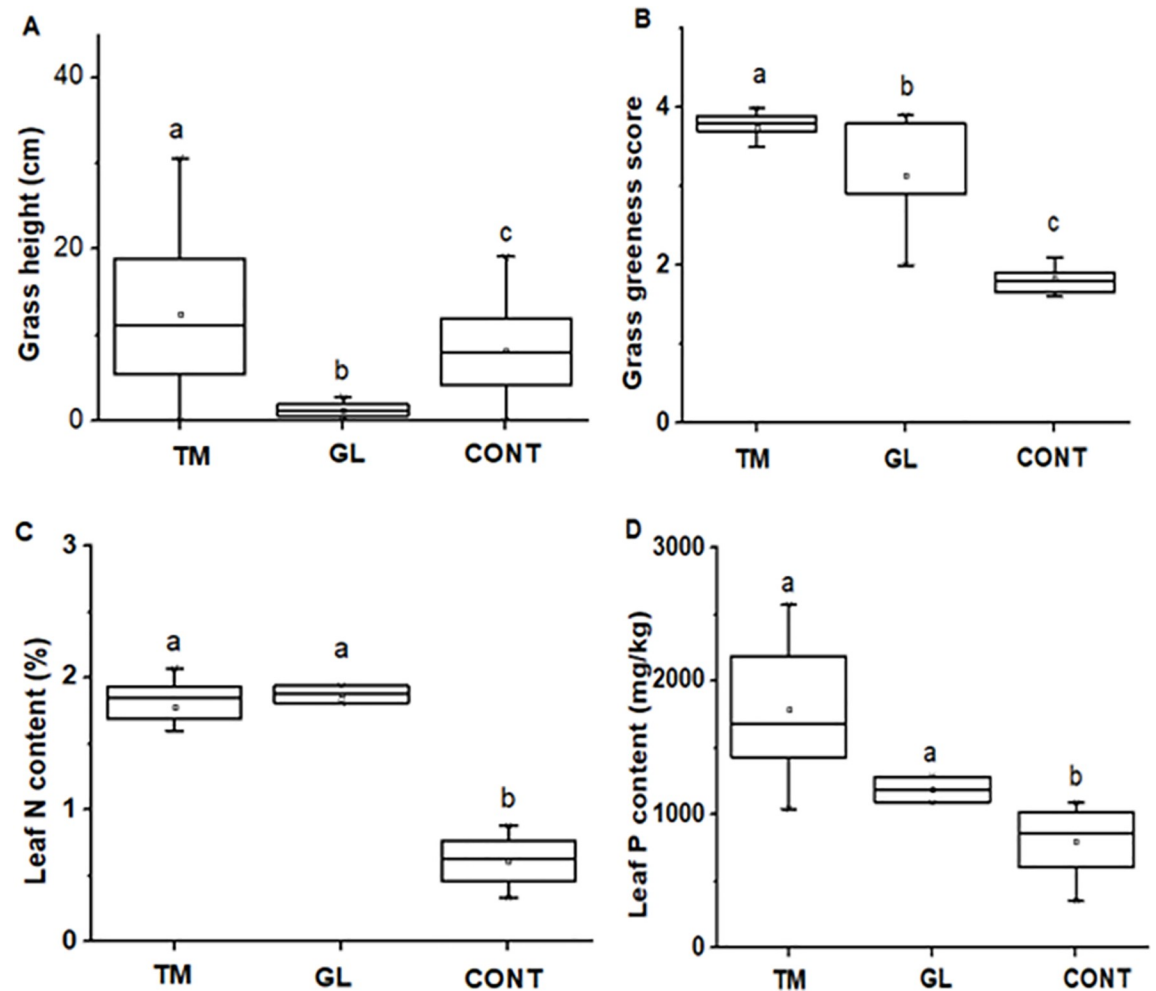 A
Grass height (cm)
40
20
0
a
b
c
TM GL CONT
B
Grass greeness score
4
2
0
a
b
c
TM GL CONT
C
Leaf N content (%)
3
2
1
0
a
a
b
TM GL CONT
D
Leaf P content (mg/kg)
3000
2000
1000
0
a
a
b
TM GL CONT